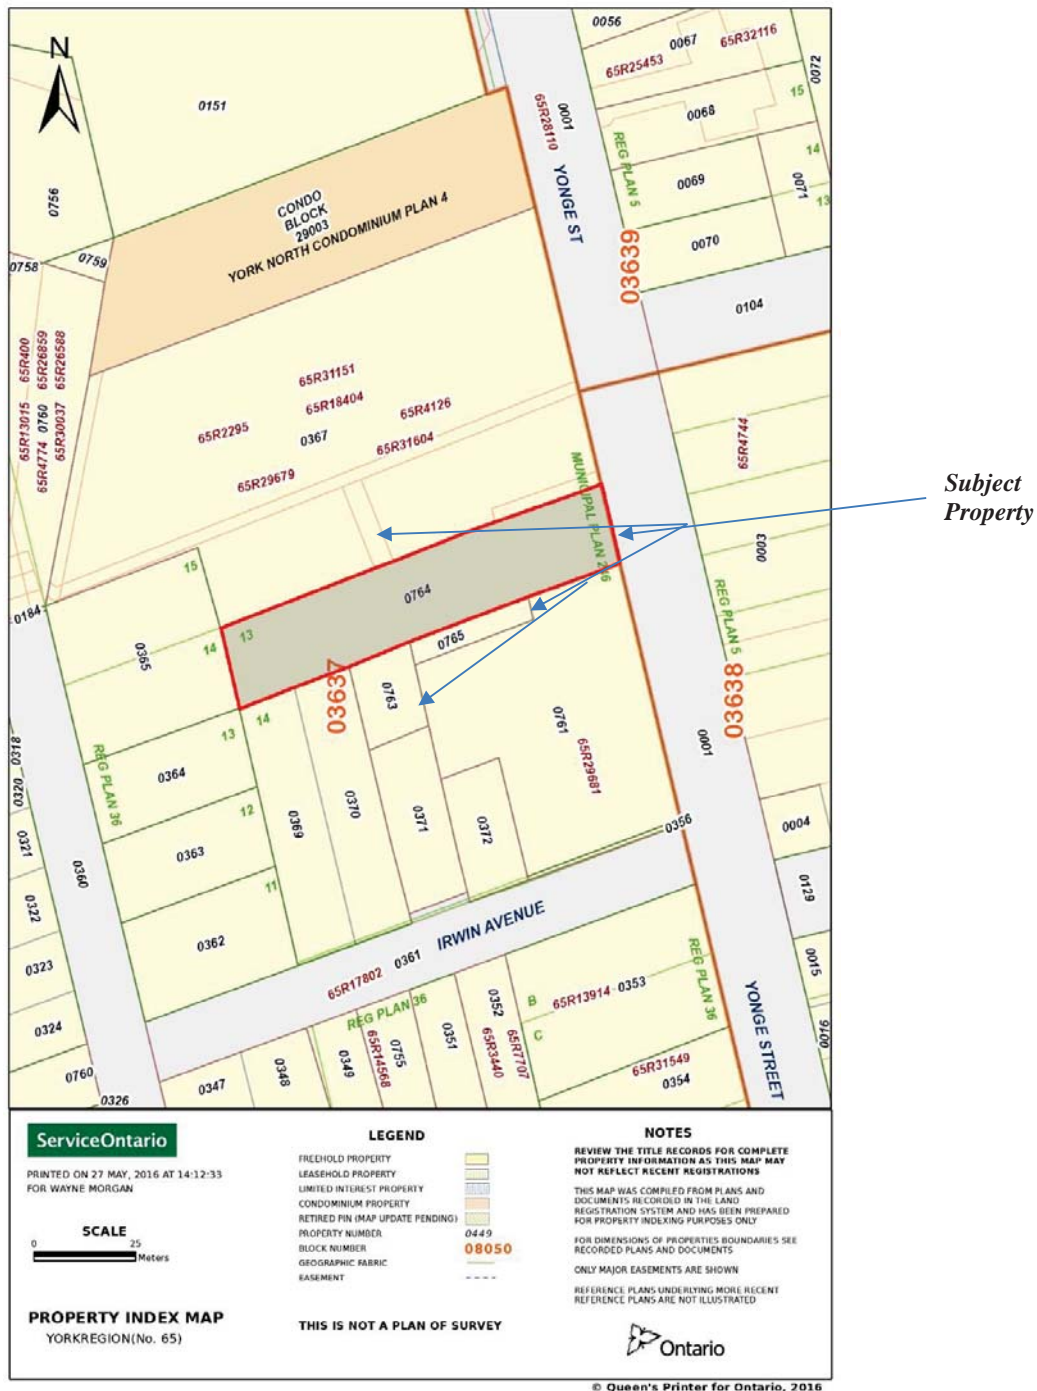 N
0151
0756
0758
0759
CONDO
BLOCK
29003
YORK NORTH CONDOMINIUM PLAN 4
0056
0067
65R25453
65R32116
0072
15
0068
14
0069
0071
13
0070
REG PLAN 5
0001
65R28110
YONGE ST
03639
0104
65R13015 65R400
65R4774 0760 65R26859
65R30037 65R26588
65R31151
65R18404
65R4126
65R2295
0367
65R31604
65R29679
MUNICIPAL PLAN 216
65R4744
0003
Subject
Property
0184
15
0365
14
13
0764
0765
0763
03637
14
13
REG PLAN 5
03638
0001
0761
65R29681
0318
0320
0321
0322
0323
0324
0760
0326
REG PLAN 36
0360
0364
12
0363
11
0362
0369
0370
0371
0372
0356
0004
0129
0015
0016
IRWIN AVENUE
65R17802 0361
REG PLAN 36
0347
0348
0349
65R14568
0755
0351
0352
65R3440
65R7707
B
C
65R13914 0353
REG PLAN 36
65R31549
0354
YONGE STREET
ServiceOntario
PRINTED ON 27 MAY, 2016 AT 14:12:33
FOR WAYNE MORGAN
SCALE
0 25
Meters
PROPERTY INDEX MAP
YORKREGION(No. 65)
LEGEND
FREEHOLD PROPERTY
LEASEHOLD PROPERTY
LIMITED INTEREST PROPERTY
CONDOMINIUM PROPERTY
RETIRED PIN (MAP UPDATE PENDING)
PROPERTY NUMBER 0449
BLOCK NUMBER 08050
GEOGRAPHIC FABRIC
EASEMENT
THIS IS NOT A PLAN OF SURVEY
NOTES
REVIEW THE TITLE RECORDS FOR COMPLETE
PROPERTY INFORMATION AS THIS MAP MAY
NOT REFLECT RECENT REGISTRATIONS
THIS MAP WAS COMPILED FROM PLANS AND
DOCUMENTS RECORDED IN THE LAND
REGISTRATION SYSTEM AND HAS BEEN PREPARED
FOR PROPERTY INDEXING PURPOSES ONLY
FOR DIMENSIONS OF PROPERTIES BOUNDARIES SEE
RECORDED PLANS AND DOCUMENTS
ONLY MAJOR EASEMENTS ARE SHOWN
REFERENCE PLANS UNDERLYING MORE RECENT
REFERENCE PLANS ARE NOT ILLUSTRATED
Ontario
© Queen's Printer for Ontario, 2016